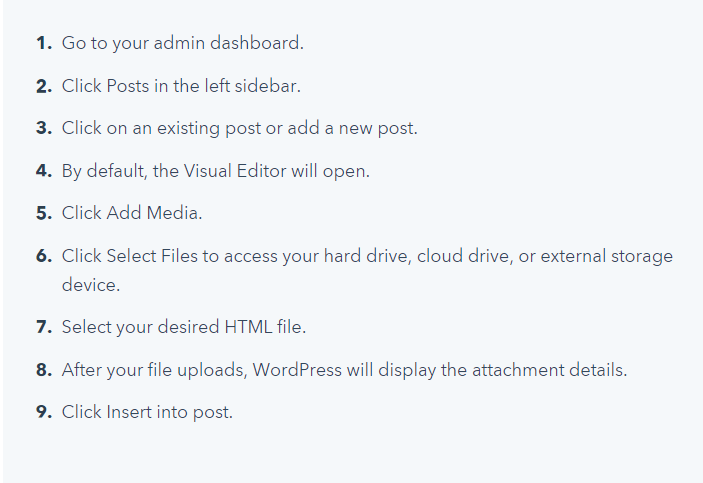 1. Go to your admin dashboard.
2. Click Posts in the left sidebar.
3. Click on an existing post or add a new post.
4. By default, the Visual Editor will open.
5. Click Add Media.
6. Click Select Files to access your hard drive, cloud drive, or external storage
device.
7. Select your desired HTML file.
8. After your file uploads, WordPress will display the attachment details.
9. Click Insert into post.